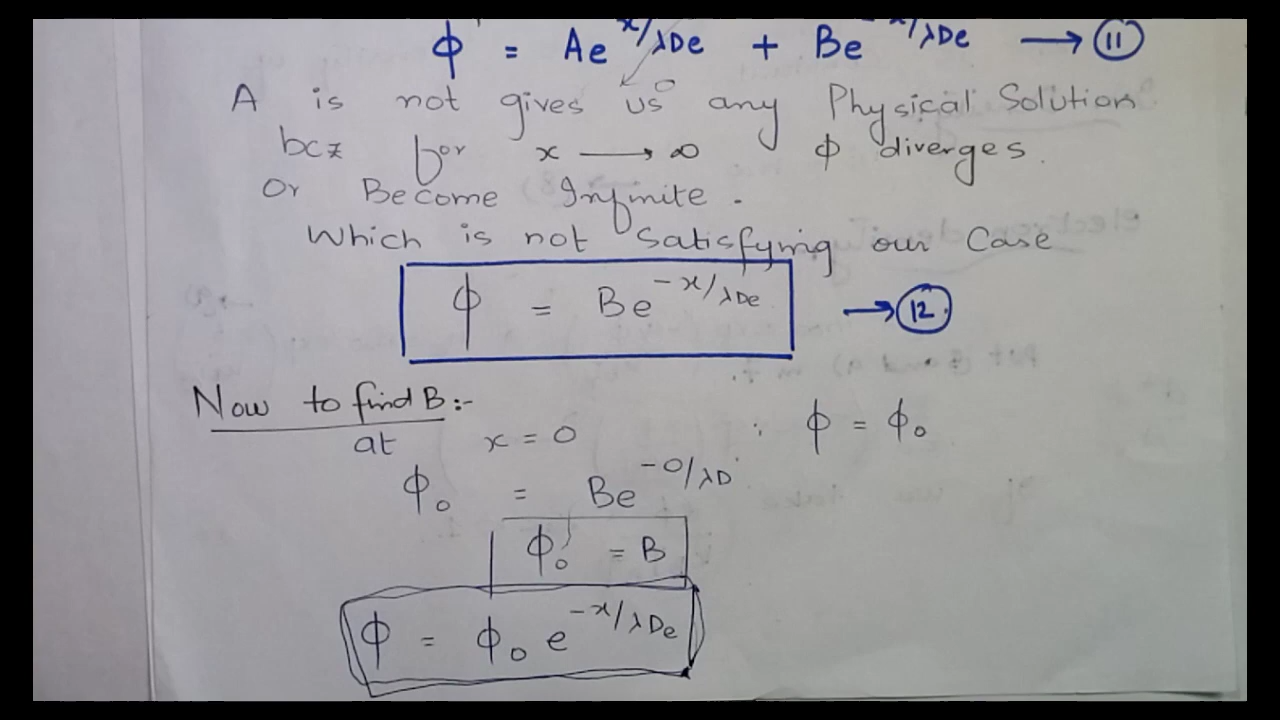 ϕ = Ae^x/λDe + Be^-x/λDe → (11)
A is not gives us any Physical Solution
bcz for x → ∞ ϕ diverges.
Or Become Infinite.
Which is not Satisfying our Case
ϕ = Be^-x/λDe → (12)
Now to find B:-
at x = 0 : ϕ = ϕ₀
ϕ₀ = Be^-0/λD
ϕ₀ = B
ϕ = ϕ₀ e^-x/λDe